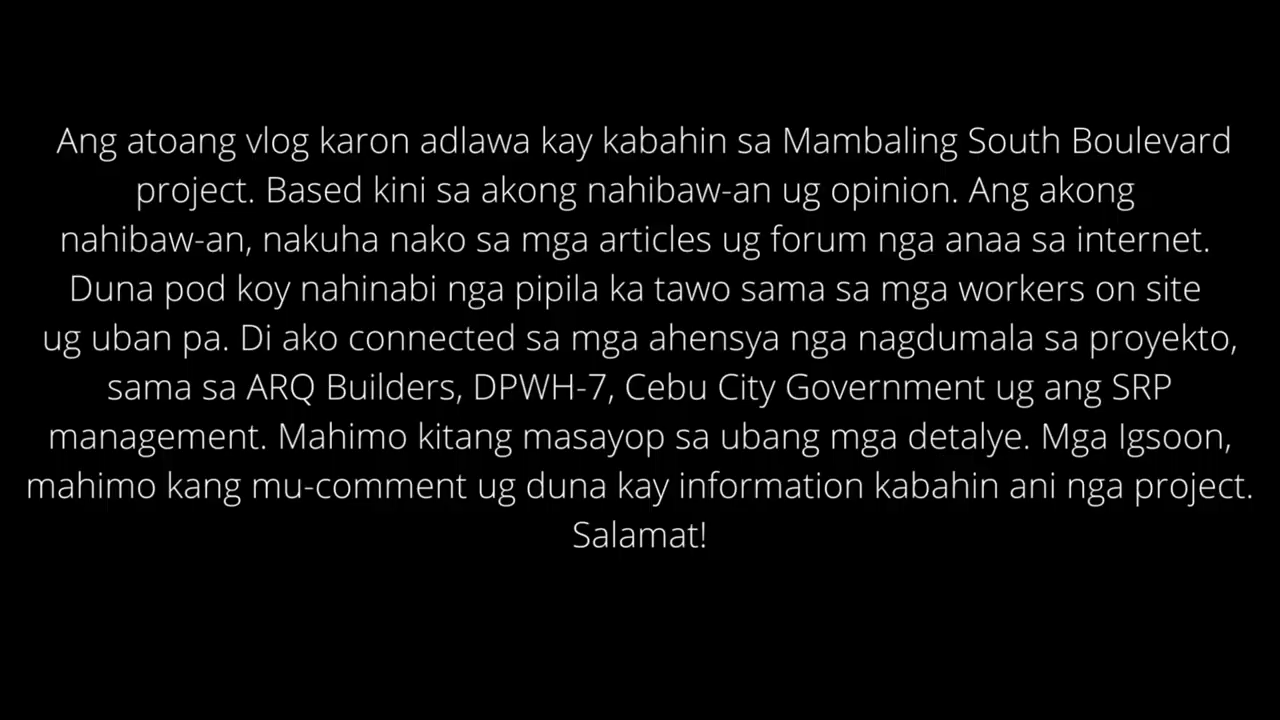 Ang atoang vlog karon adlawa kay kabahin sa Mambaling South Boulevard
project. Based kini sa akong nahibaw-an ug opinion. Ang akong
nahibaw-an, nakuha nako sa mga articles ug forum nga anaa sa internet.
Duna pod koy nahinabi nga pipila ka tawo sama sa mga workers on site
ug uban pa. Di ako connected sa mga ahensya nga nagdumala sa proyekto,
sama sa ARQ Builders, DPWH-7, Cebu City Government ug ang SRP
management. Mahimo kitang masayop sa ubang mga detalye. Mga Igsoon,
mahimo kang mu-comment ug duna kay information kabahin ani nga project.
Salamat!